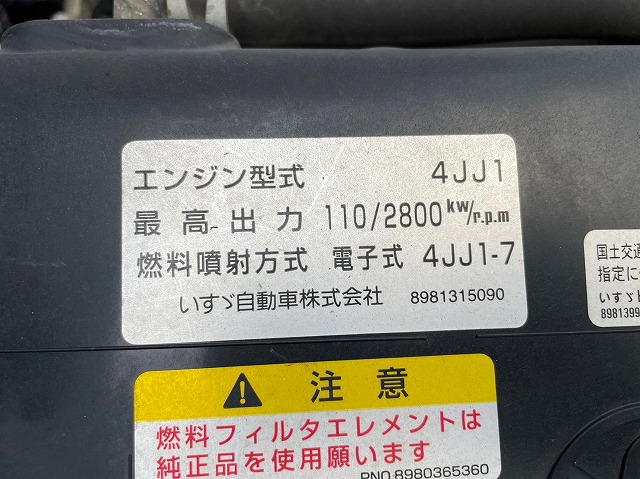 エンジン型式 4JJ1
最高出力 110/2800kw/r.p.m
燃料噴射方式 電子式 4JJ1-7
いすゞ自動車株式会社 8981315090
国土交通
指定に
いすゞ
8981399
注意
燃料フィルタエレメントは
純正品を使用願います
PNO.8980365360